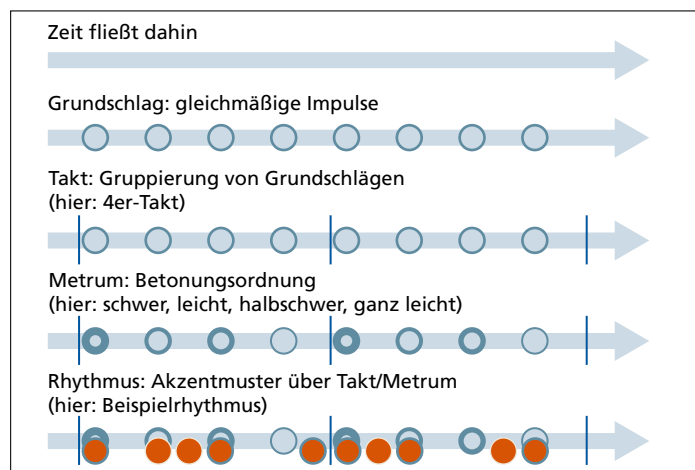 Zeit fließt dahin
Grundschlag: gleichmäßige Impulse
Takt: Gruppierung von Grundschlägen
(hier: 4er-Takt)
Metrum: Betonungsordnung
(hier: schwer, leicht, halbschwer, ganz leicht)
Rhythmus: Akzentmuster über Takt/Metrum
(hier: Beispielrhythmus)